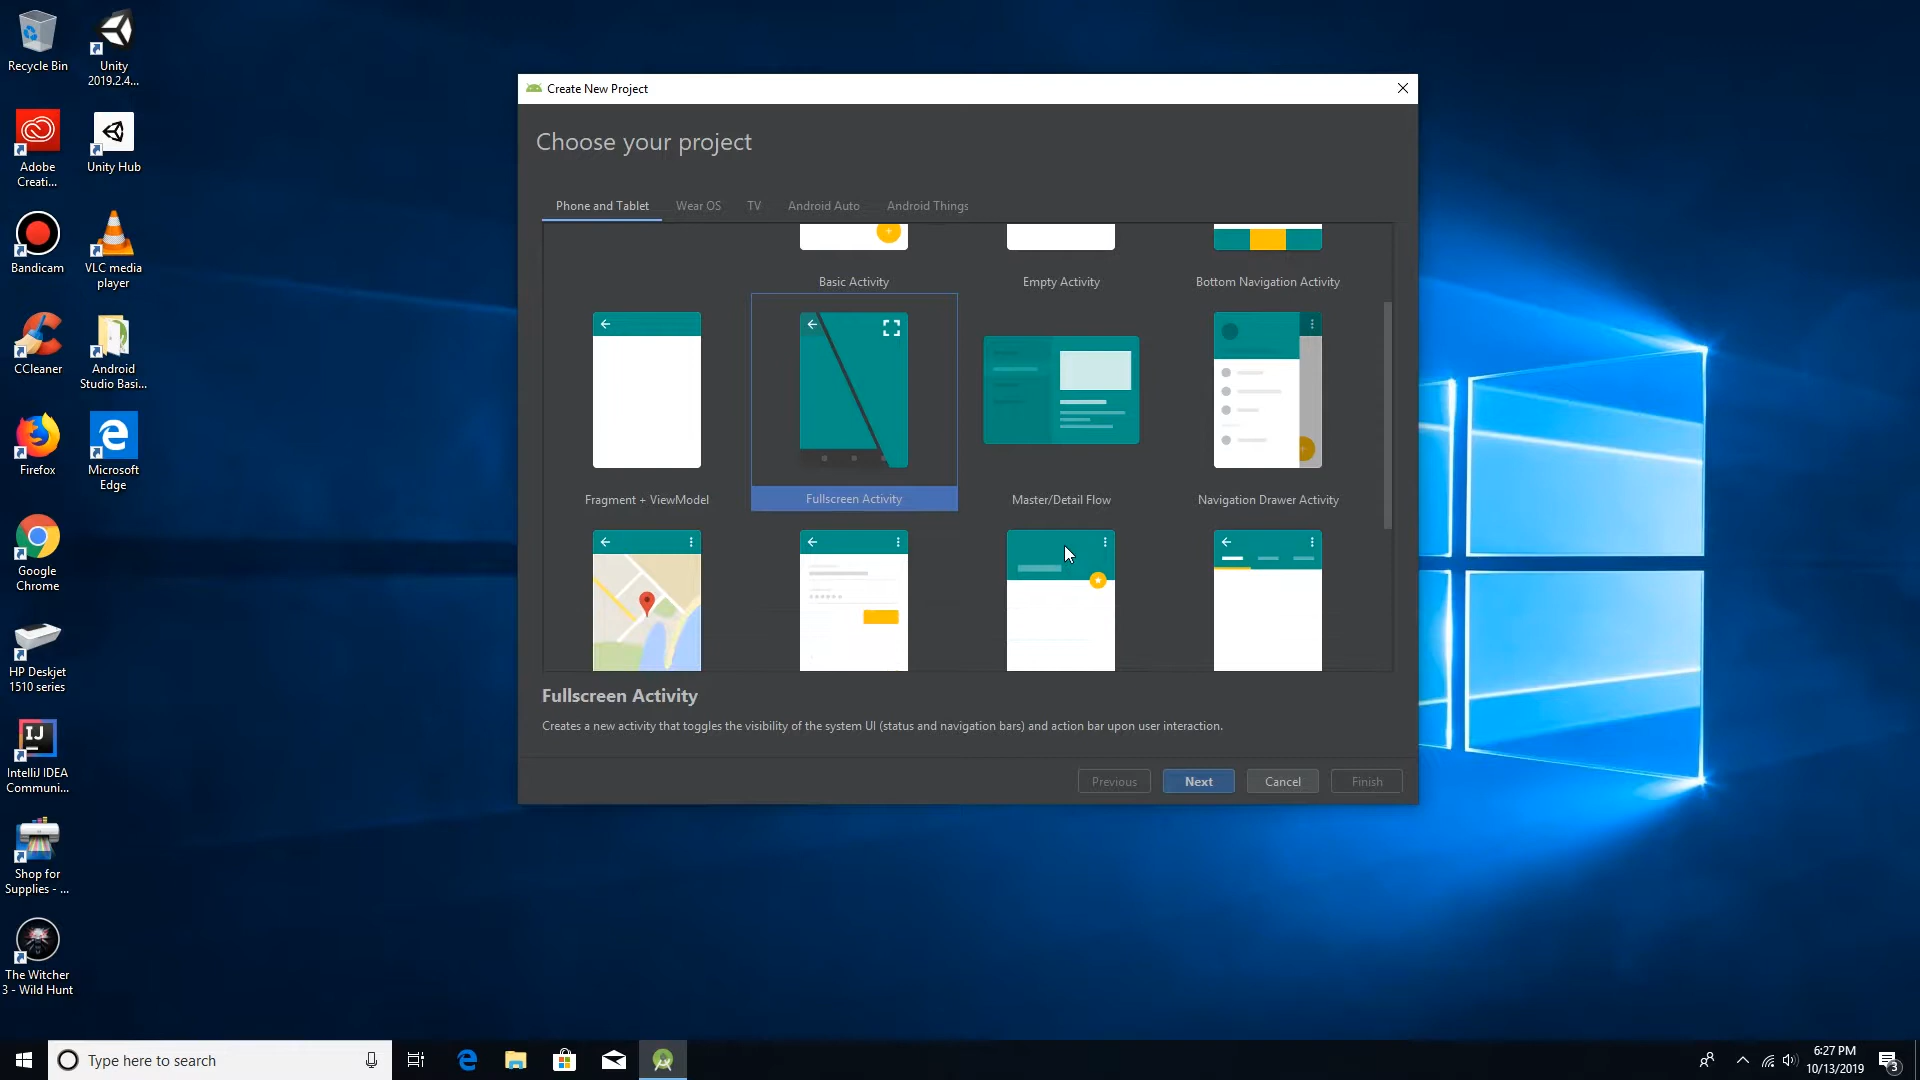 Recycle Bin
Unity
2019.2.4...
Adobe
Creati...
Unity Hub
Bandicam
VLC media
player
CCleaner
Android
Studio Basi...
Firefox
Microsoft
Edge
Google
Chrome
HP Deskjet
1510 series
IntelliJ IDEA
Communi...
Shop for
Supplies - ...
The Witcher
3 - Wild Hunt
Create New Project
Choose your project
Phone and Tablet
Wear OS
TV
Android Auto
Android Things
Basic Activity
Empty Activity
Bottom Navigation Activity
Fragment + ViewModel
Fullscreen Activity
Master/Detail Flow
Navigation Drawer Activity
Fullscreen Activity
Creates a new activity that toggles the visibility of the system UI (status and navigation bars) and action bar upon user interaction.
Previous
Next
Cancel
Finish
Type here to search
6:27 PM
10/13/2019
3